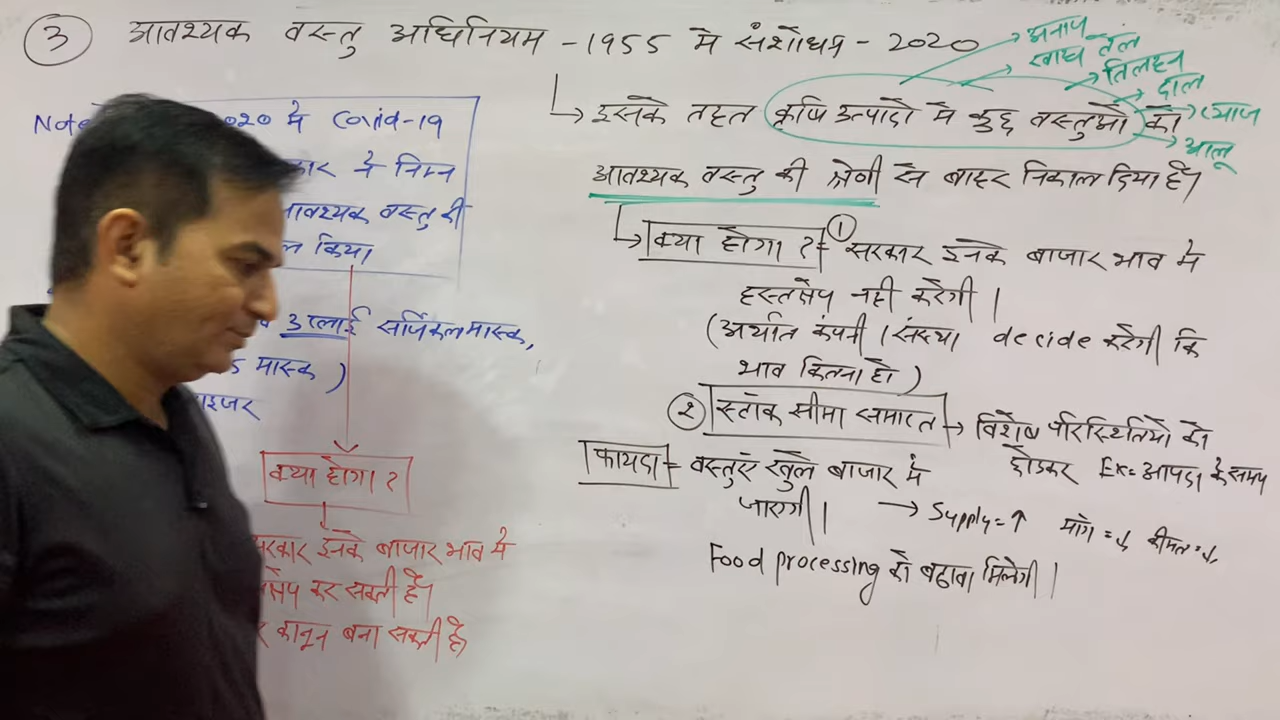 ③ आवश्यक वस्तु अधिनियम - 1955 मे संशोधन - 2020
अनाज
खाद्य तेल
तिलहन
दाल
प्याज
आलू
↳ इसके तहत कृषि उत्पादो मे कुछ वस्तुओ को
आवश्यक वस्तु की श्रेणी से बाहर निकाल दिया है।
↳ क्या होगा ? = ① सरकार इनके बाजार भाव मे
हस्तक्षेप नही करेगी ।
(अर्थात कंपनी / संस्था decide करेगी कि
भाव कितना हो )
② स्टॉक सीमा समाप्त → विशेष परिस्थितियो को
छोडकर Ex= आपदा के समय
फायदा = वस्तुएं खुले बाजार मे
जाएगी । → Supply = ↑ मांग = ↓ कीमत = ↓
Food processing को बढावा मिलेगी ।
Note 2020 मे Covid-19
ने निम्न
आवश्यक वस्तु की
किया
सर्जिकल मास्क,
मास्क )
क्या होगा ?
सरकार इनके बाजार भाव मे
कर सकती है।
कानून बना सकती है।